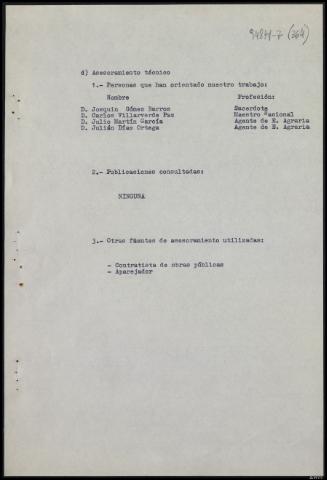 94871-7 (364)
d) Asesoramiento técnico
1.- Personas que han orientado nuestro trabajo:
Nombre Profesión:
D. Joaquin Gómez Barros Sacerdote
D. Carlos Villarverde Paz Maestro Nacional
D. Julio Martín García Agente de E. Agraria
D. Julián Díaz Ortega Agente de E. Agraria
2.- Publicaciones consultadas:
NINGUNA
3.- Otras fuentes de asesoramiento utilizadas:
- Contratista de obras públicas
- Aparejador